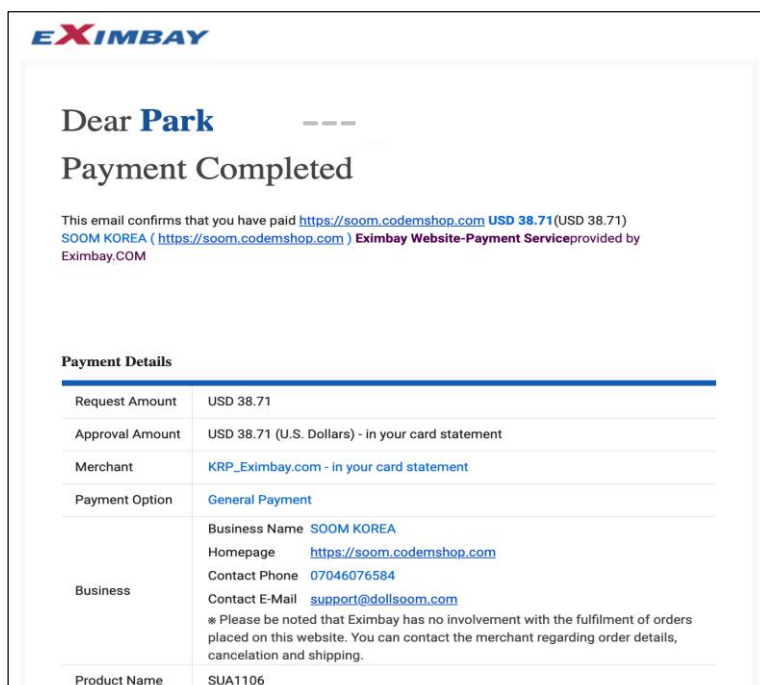 EXIMBAY
Dear Park
Payment Completed
This email confirms that you have paid https://soom.codemshop.com USD 38.71(USD 38.71)
SOOM KOREA ( https://soom.codemshop.com ) Eximbay Website-Payment Serviceprovided by
Eximbay.COM
Payment Details
Request Amount USD 38.71
Approval Amount USD 38.71 (U.S. Dollars) - in your card statement
Merchant KRP_Eximbay.com - in your card statement
Payment Option General Payment
Business Name SOOM KOREA
Homepage https://soom.codemshop.com
Contact Phone 07046076584
Business
Contact E-Mail support@dollsoom.com
※ Please be noted that Eximbay has no involvement with the fulfilment of orders
placed on this website. You can contact the merchant regarding order details,
cancelation and shipping.
Product Name SUA1106